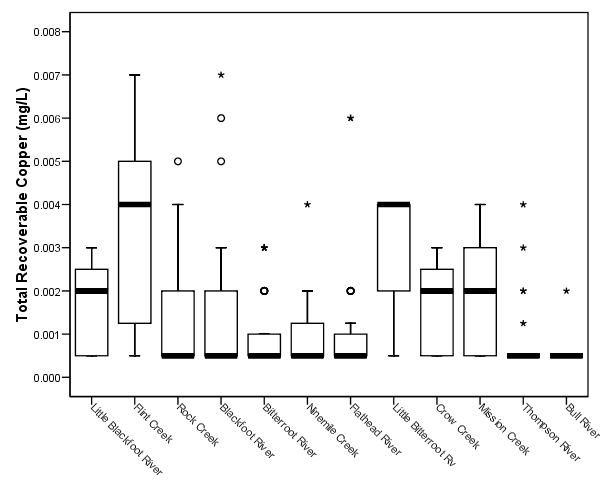 Total Recoverable Copper (mg/L)
0.008
0.007
0.006
0.005
0.004
0.003
0.002
0.001
0.000
Little Blackfoot River
Flint Creek
Rock Creek
Blackfoot River
Bitterroot River
Ninemile Creek
Flathead River
Little Bitterroot Rv
Crow Creek
Mission Creek
Thompson River
Bull River